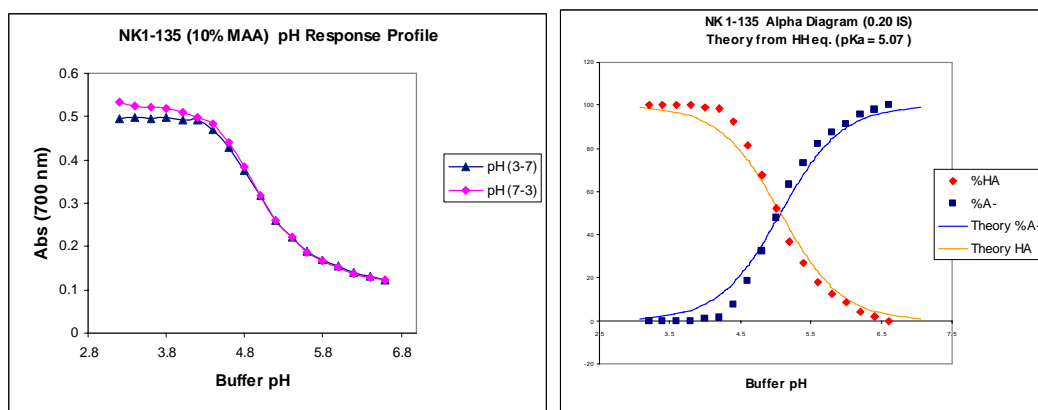 NK1-135 (10% MAA) pH Response Profile
0.6
0.5
0.4
0.3
0.2
0.1
0
2.8
3.8
4.8
5.8
6.8
Abs (700 nm)
Buffer pH
pH (3-7)
pH (7-3)
NK1-135 Alpha Diagram (0.20 IS)
Theory from HH eq. (pKa = 5.07 )
120
100
80
60
40
20
0
-20
3.5
4.5
5.5
6.5
7.5
Buffer pH
%HA
%A-
Theory %A-
Theory HA